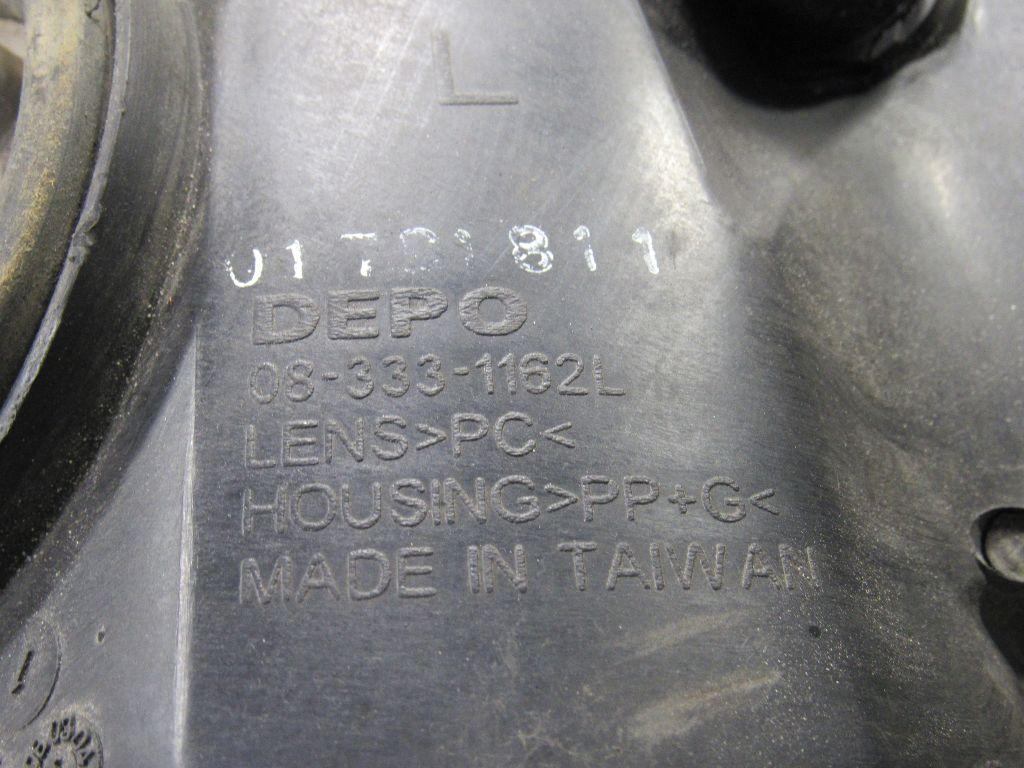 L
DEPO
08-333-1162L
LENS>PC<
HOUSING>PP+G<
MADE IN TAIWAN